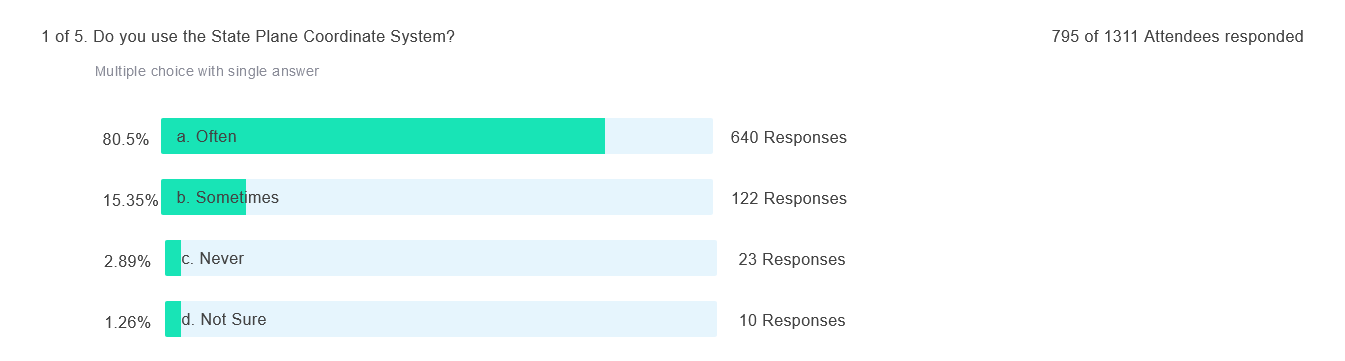 1 of 5. Do you use the State Plane Coordinate System? 795 of 1311 Attendees responded
Multiple choice with single answer
80.5% a. Often 640 Responses
15.35% b. Sometimes 122 Responses
2.89% c. Never 23 Responses
1.26% d. Not Sure 10 Responses